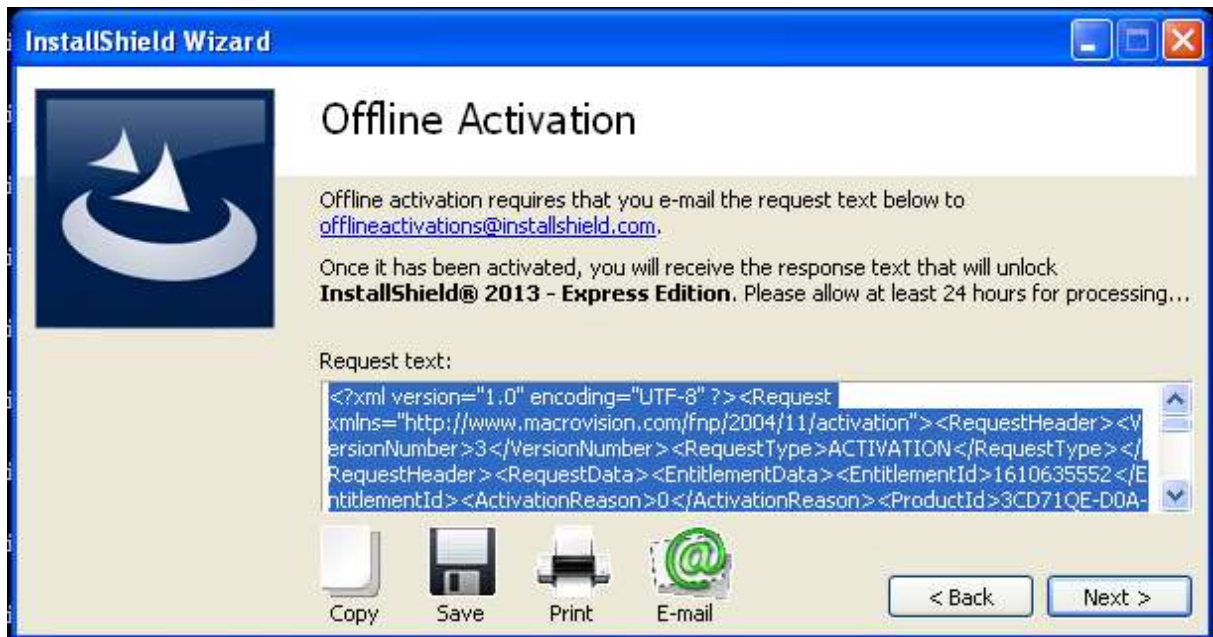 InstallShield Wizard
Offline Activation
Offline activation requires that you e-mail the request text below to
offlineactivations@installshield.com.
Once it has been activated, you will receive the response text that will unlock
InstallShield® 2013 - Express Edition. Please allow at least 24 hours for processing...
Request text:
<?xml version="1.0" encoding="UTF-8" ?><Request
xmlns="http://www.macrovision.com/fnp/2004/11/activation"><RequestHeader><V
ersionNumber>3</VersionNumber><RequestType>ACTIVATION</RequestType></
RequestHeader><RequestData><EntitlementData><EntitlementId>1610635552</E
ntitlementId><ActivationReason>0</ActivationReason><ProductId>3CD71QE-D0A-
Copy Save Print E-mail
< Back Next >